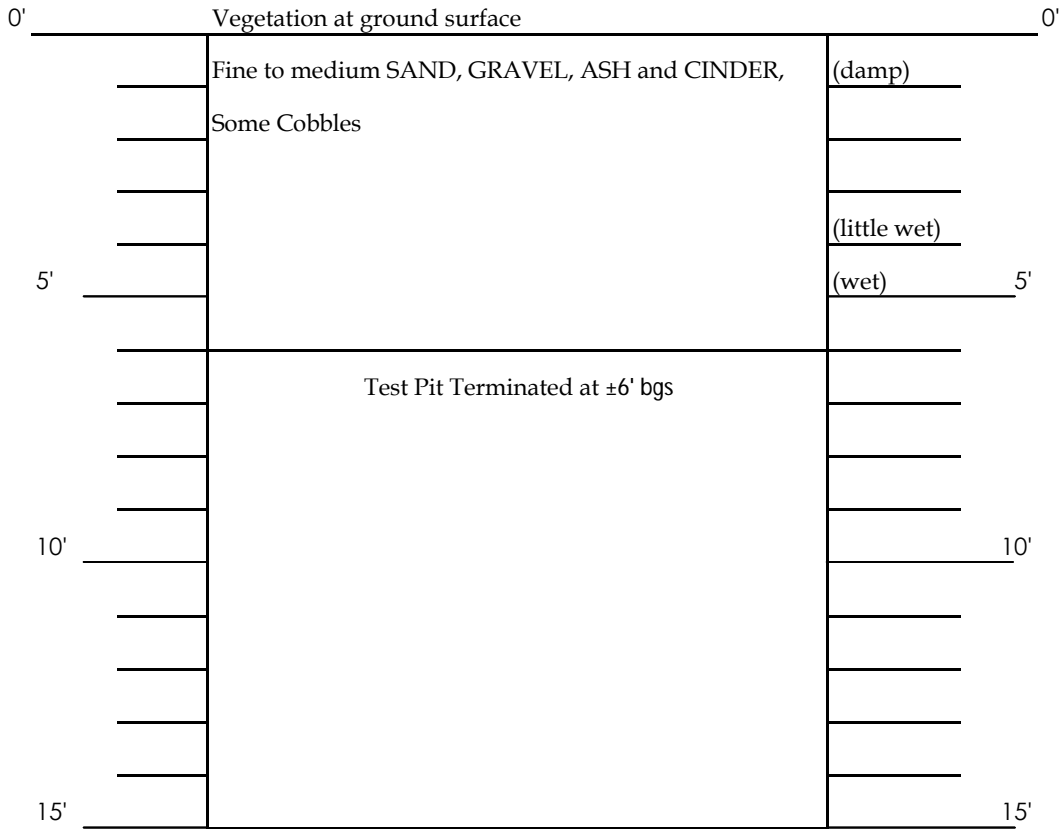 0' Vegetation at ground surface 0'
Fine to medium SAND, GRAVEL, ASH and CINDER, (damp)
Some Cobbles
(little wet)
5' (wet) 5'
Test Pit Terminated at ±6' bgs
10' 10'
15' 15'